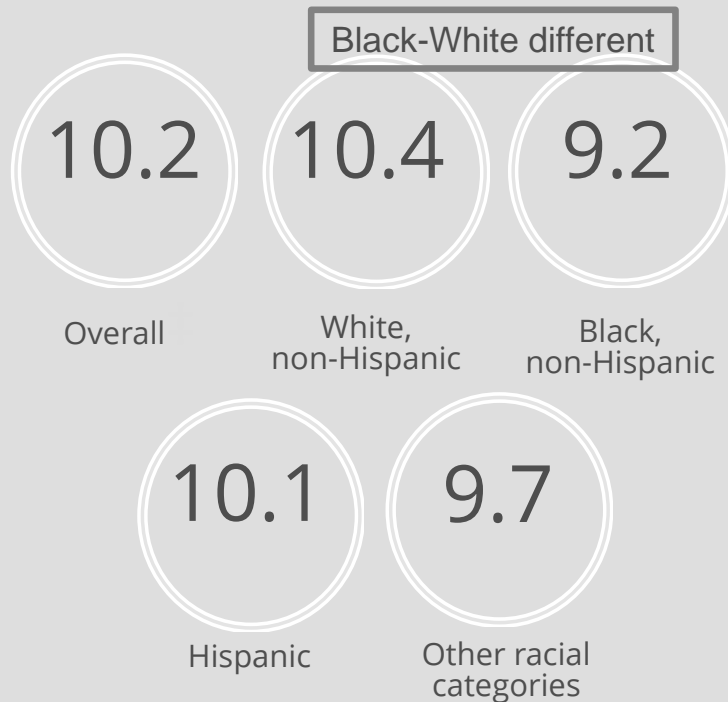 Black-White different
10.2
10.4
9.2
Overall
White,
non-Hispanic
Black,
non-Hispanic
10.1
9.7
Hispanic
Other racial
categories